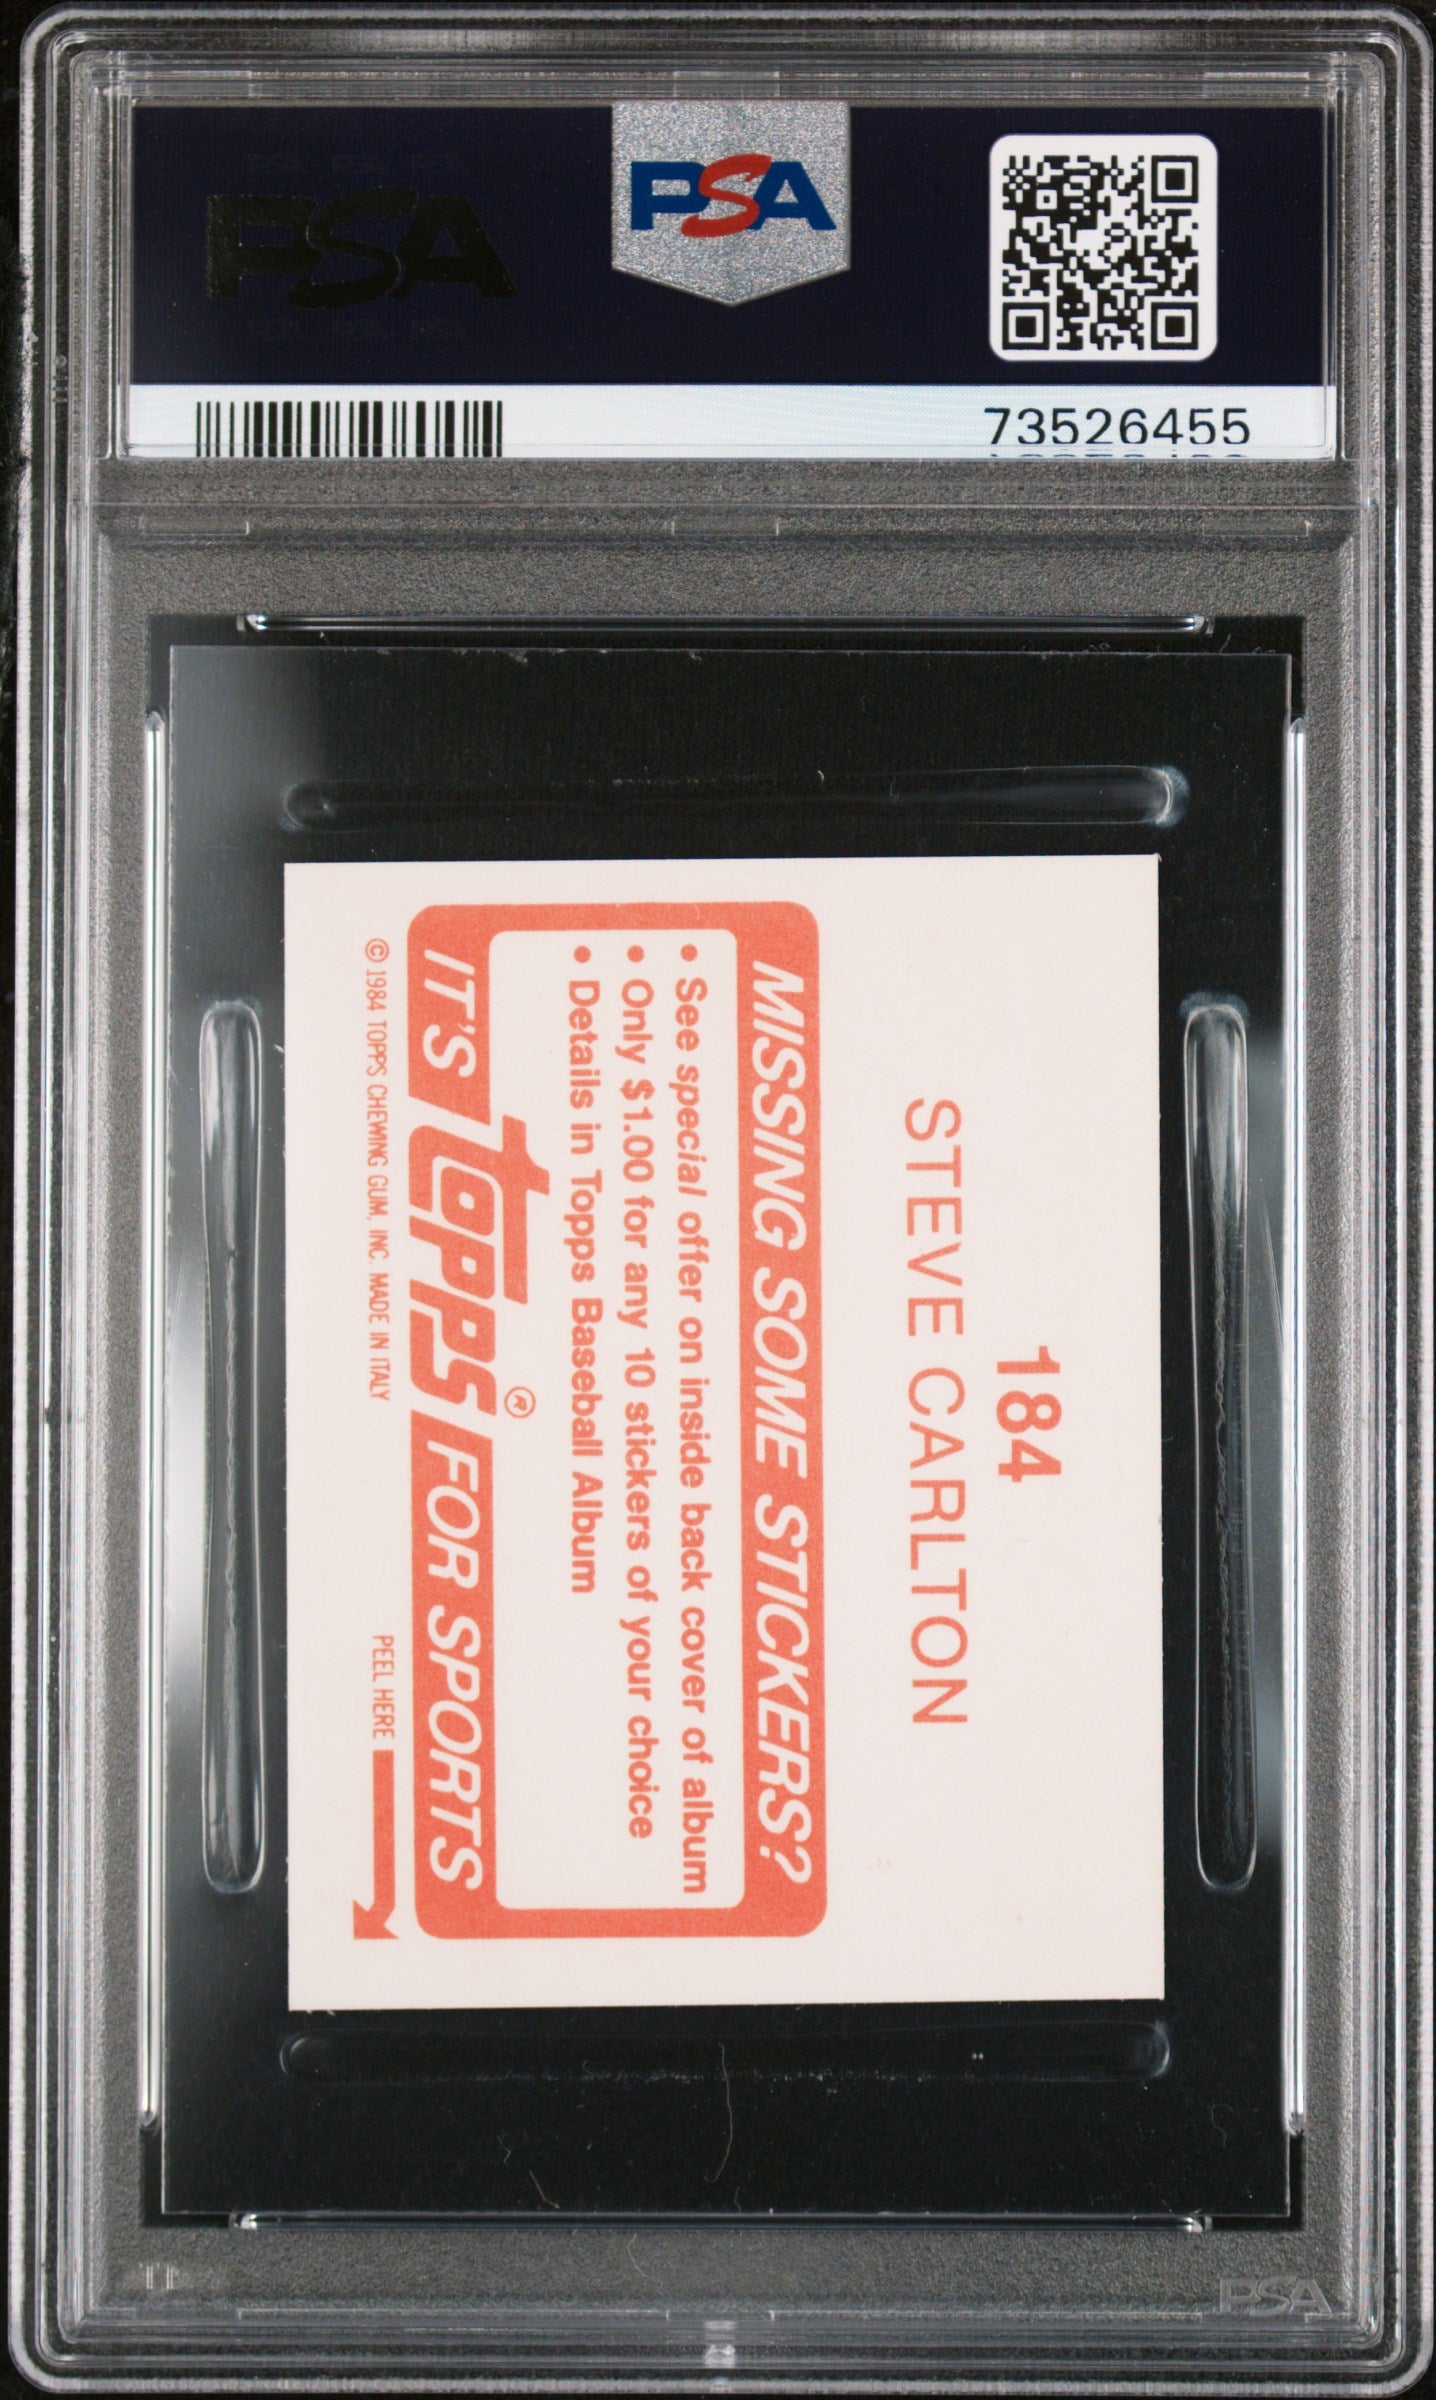 PSA
PSA
73526455
184
STEVE CARLTON
MISSING SOME STICKERS?
• See special offer on inside back cover of album
• Only $1.00 for any 10 stickers of your choice
• Details in Topps Baseball Album
IT'S TOPPS® FOR SPORTS
© 1984 TOPPS CHEWING GUM, INC. MADE IN ITALY
PEEL HERE
PSA